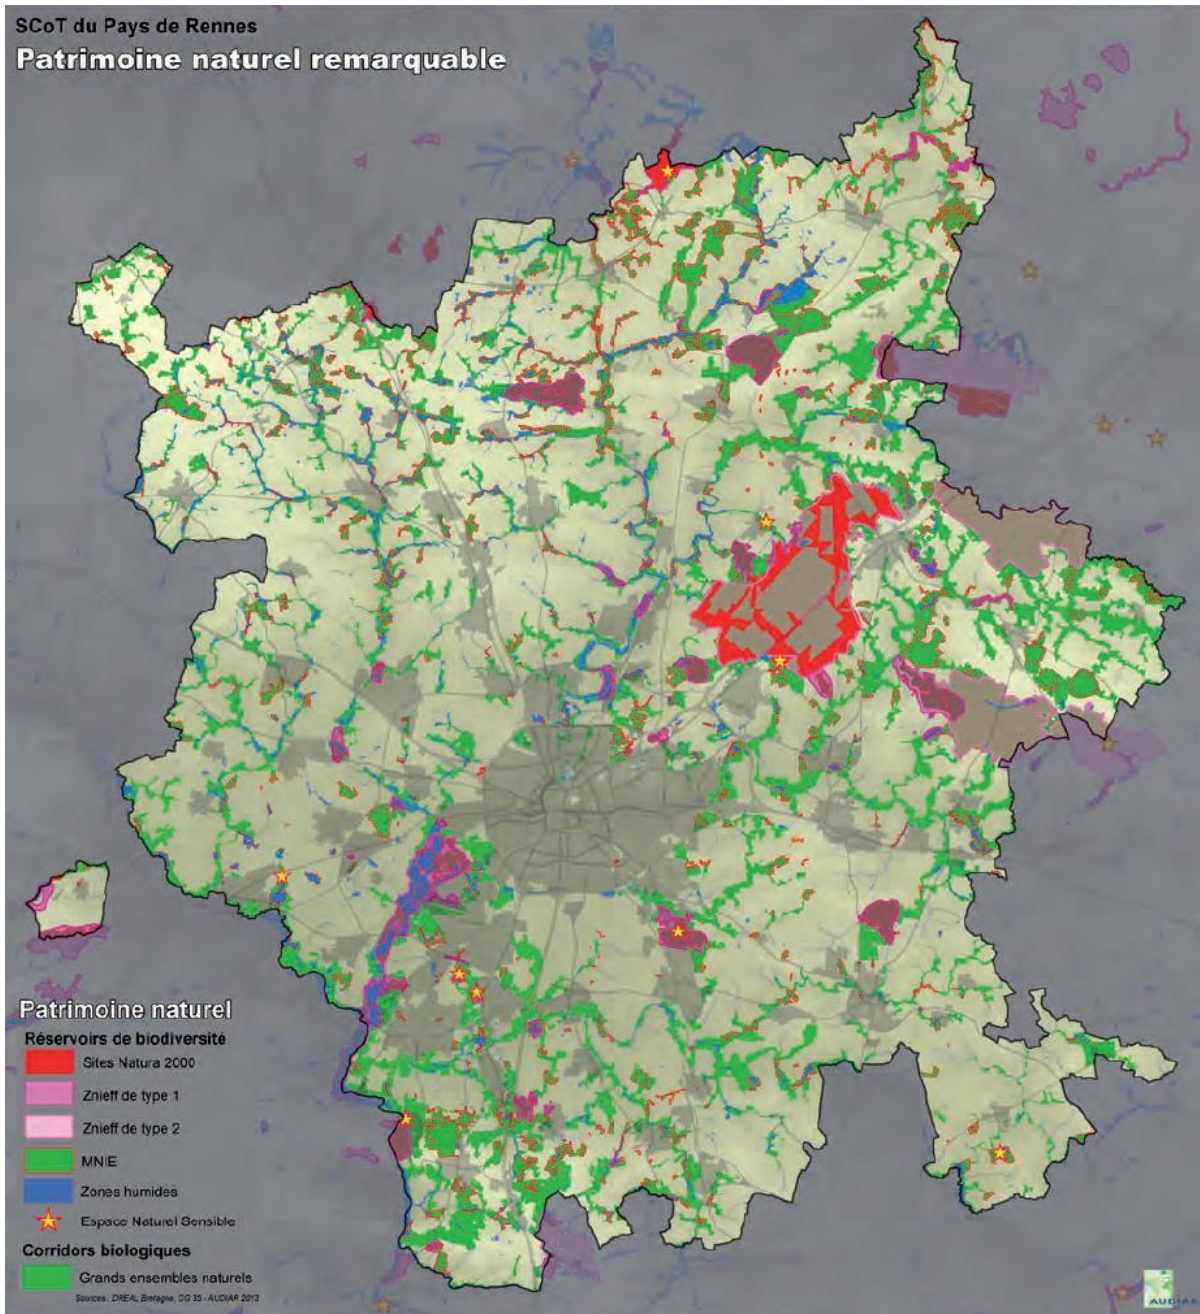 SCoT du Pays de Rennes
Patrimoine naturel remarquable
Patrimoine naturel
Réservoirs de biodiversité
Sites Natura 2000
Znieff de type 1
Znieff de type 2
MNIE
Zones humides
Espace Naturel Sensible
Corridors biologiques
Grands ensembles naturels
Sources : DREAL Bretagne, CG 35 - AUDIAR 2013
AUDIAR